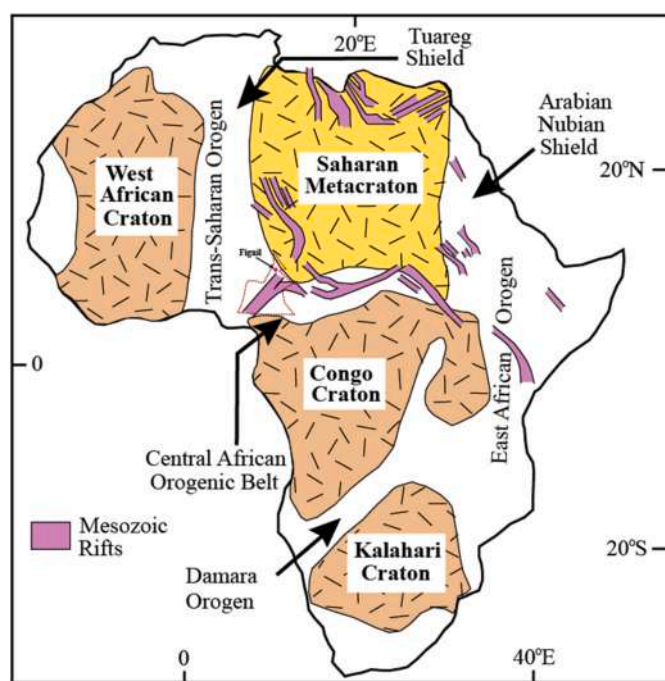 20°E
Tuareg
Shield
Arabian
Nubian
Shield
West
African
Craton
Trans-Saharan Orogen
Saharan
Metacraton
20°N
Figuil
0
Congo
Craton
East African Orogen
Central African
Orogenic Belt
Mesozoic
Rifts
Damara
Orogen
Kalahari
Craton
20°S
0
40°E